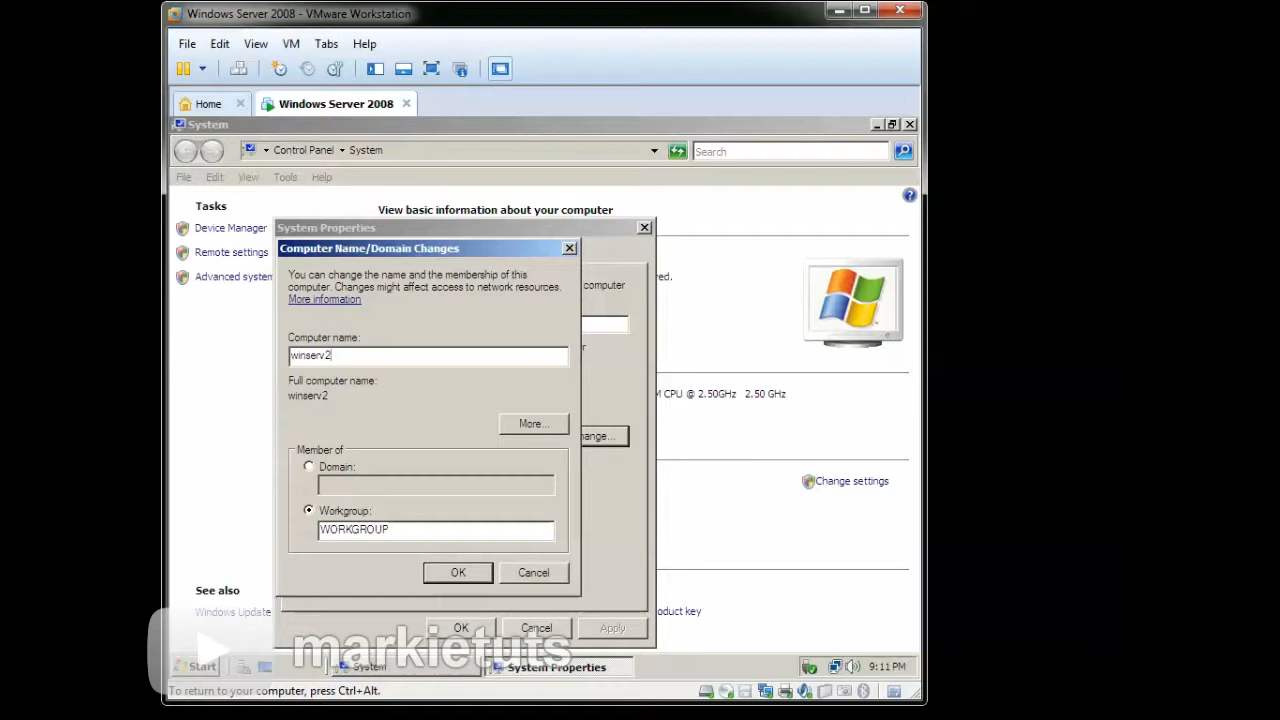 Windows Server 2008 - VMware Workstation
File Edit View VM Tabs Help
Home Windows Server 2008
System
Control Panel System Search
File Edit View Tools Help
Tasks
View basic information about your computer
Device Manager
Remote settings
Advanced system
System Properties
Computer Name/Domain Changes
You can change the name and the membership of this
computer. Changes might affect access to network resources.
More information
Computer name:
winserv2
Full computer name:
winserv2
More...
Member of
Domain:
Workgroup:
WORKGROUP
OK Cancel
computer
M CPU @ 2.50GHz 2.50 GHz
ange...
Change settings
See also
Windows Update
oduct key
OK Cancel Apply
markietuts
Start System System Properties 9:11 PM
To return to your computer, press Ctrl+Alt.